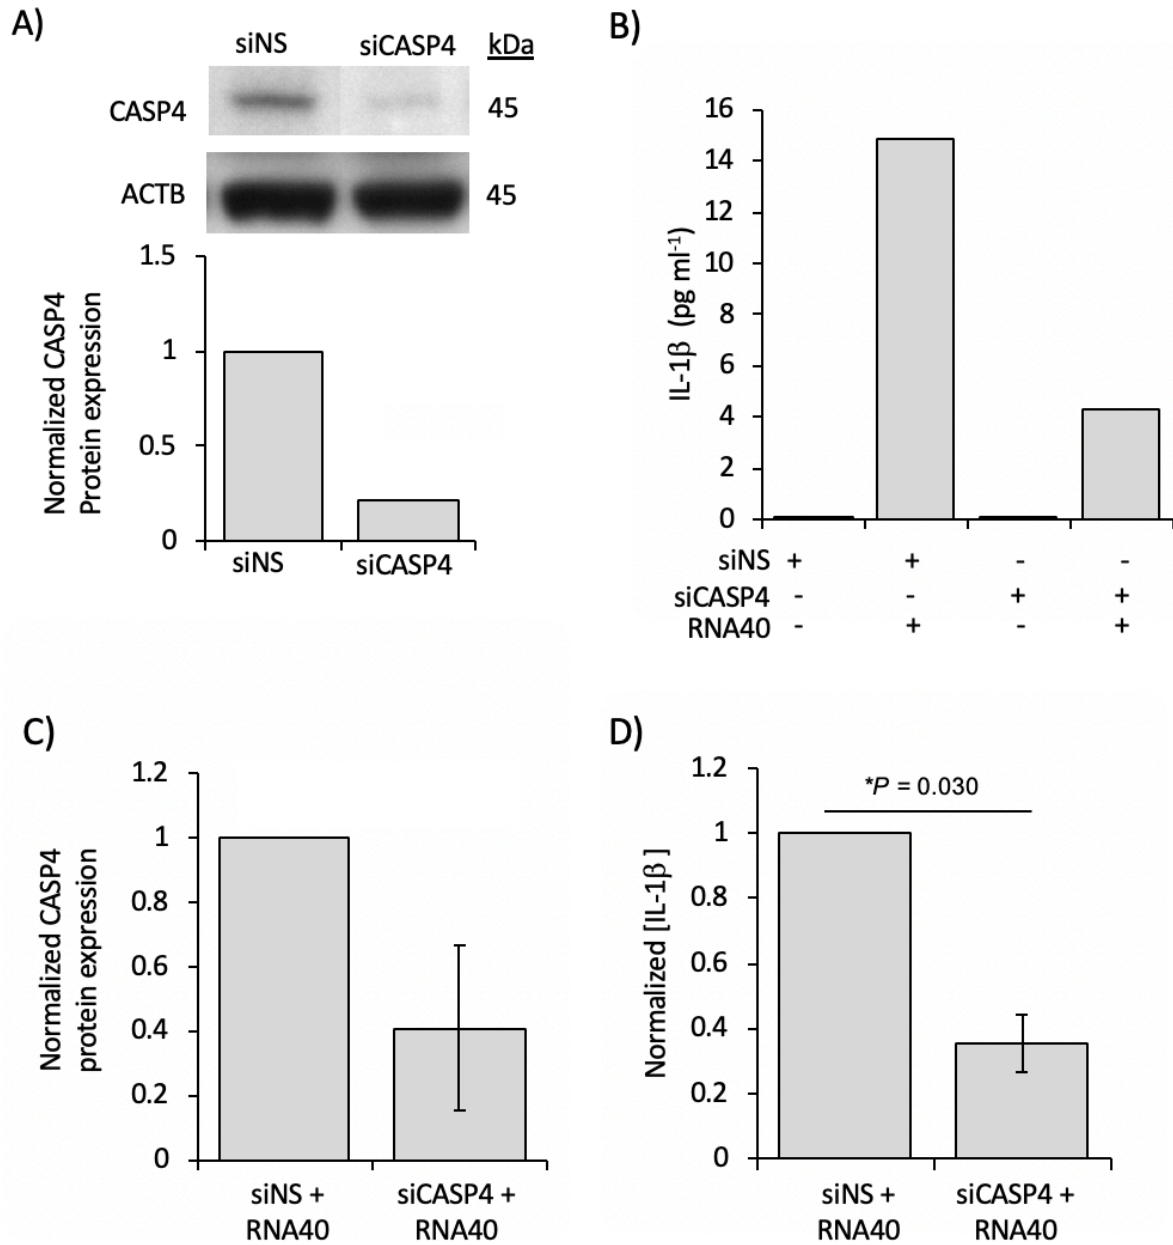 A)
siNS siCASP4 kDa
CASP4 45
ACTB 45
Normalized CASP4
Protein expression
1.5
1
0.5
0
siNS siCASP4
B)
IL-1β (pg ml-1)
16
14
12
10
8
6
4
2
0
siNS + + - -
siCASP4 - - + +
RNA40 - + - +
C)
Normalized CASP4
protein expression
1.2
1
0.8
0.6
0.4
0.2
0
siNS + siCASP4 +
RNA40 RNA40
D)
Normalized [IL-1β ]
1.2
1
0.8
0.6
0.4
0.2
0
*P = 0.030
siNS + siCASP4 +
RNA40 RNA40